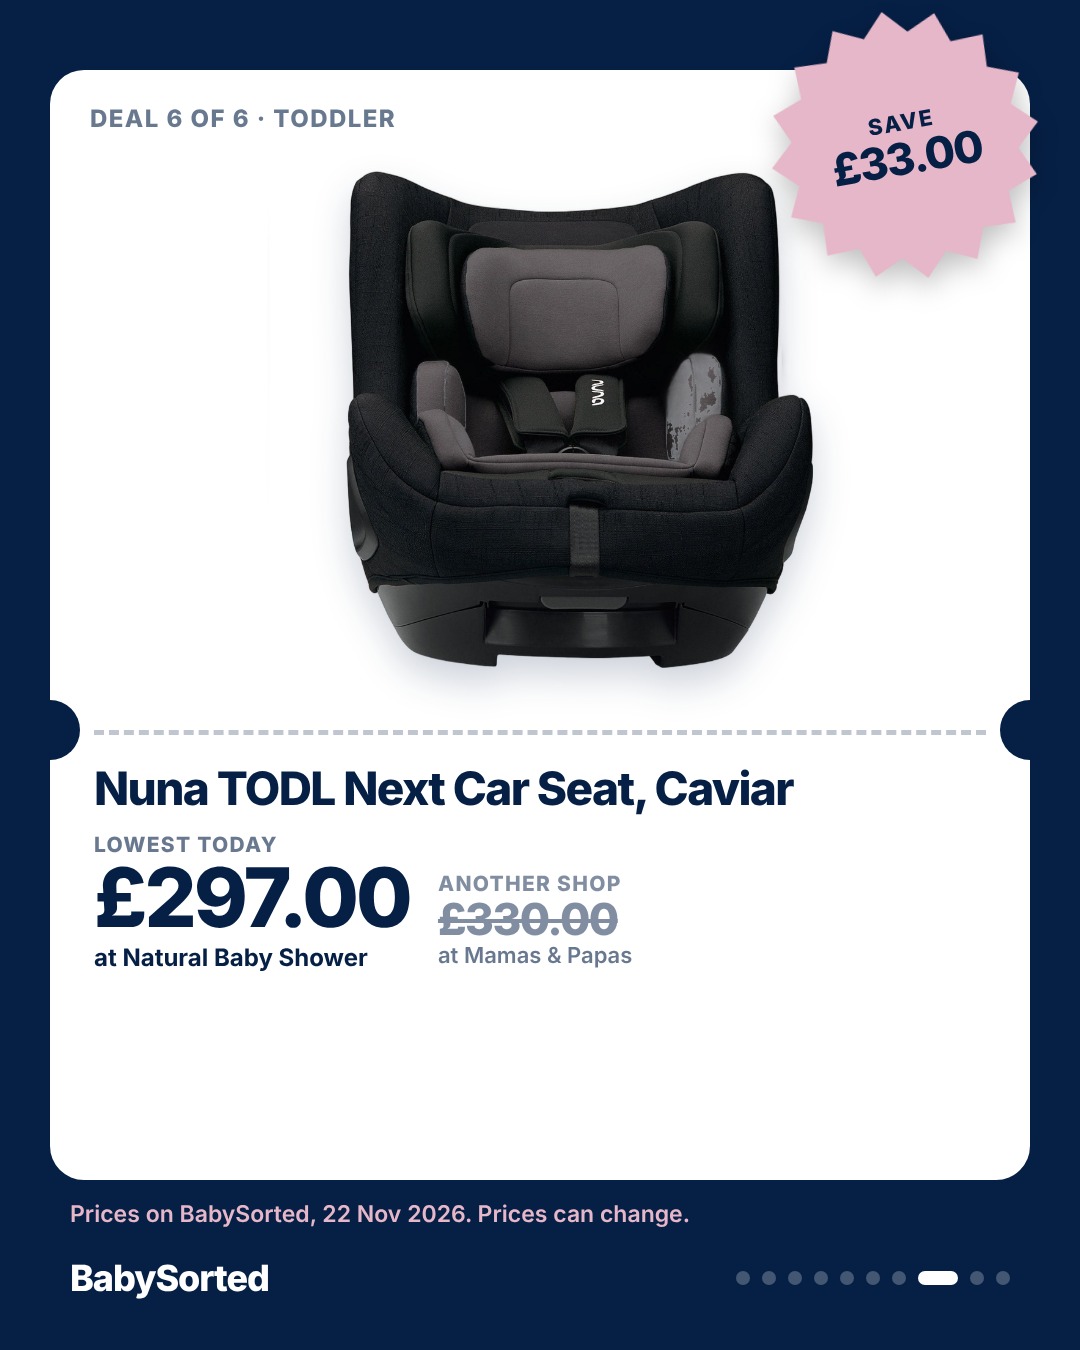 DEAL 6 OF 6 · TODDLER
SAVE
£33.00
nuna
Nuna TODL Next Car Seat, Caviar
LOWEST TODAY
£297.00
at Natural Baby Shower
ANOTHER SHOP
£330.00
at Mamas & Papas
Prices on BabySorted, 22 Nov 2026. Prices can change.
BabySorted